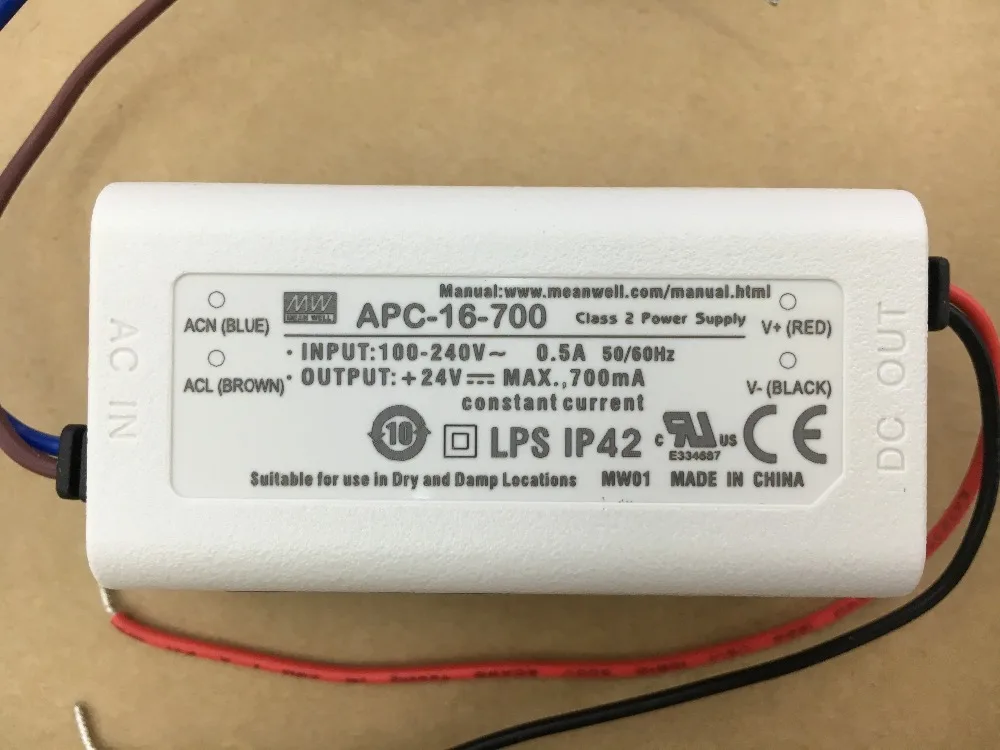 Manual:www.meanwell.com/manual.html
MW
MEAN WELL
APC-16-700 Class 2 Power Supply
ACN (BLUE)
V+ (RED)
· INPUT:100-240V~ 0.5A 50/60Hz
ACL (BROWN)
· OUTPUT:+24V⎓ MAX.,700mA
V- (BLACK)
constant current
10
LPS IP42
c RU US
E334687
CE
Suitable for use in Dry and Damp Locations MW01 MADE IN CHINA
AC IN
DC OUT